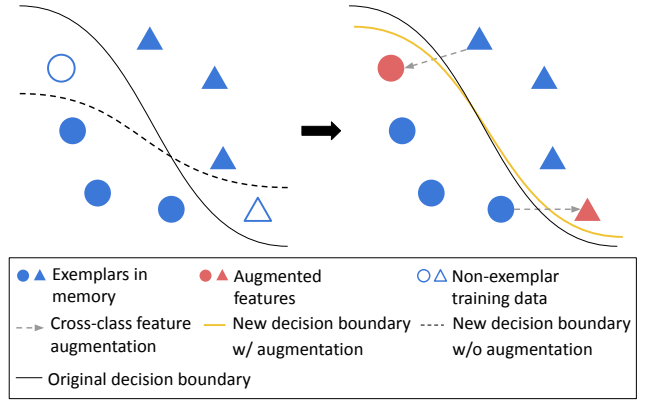 Exemplars in
memory
Augmented
features
Non-exemplar
training data
Cross-class feature
augmentation
New decision boundary
w/ augmentation
New decision boundary
w/o augmentation
Original decision boundary